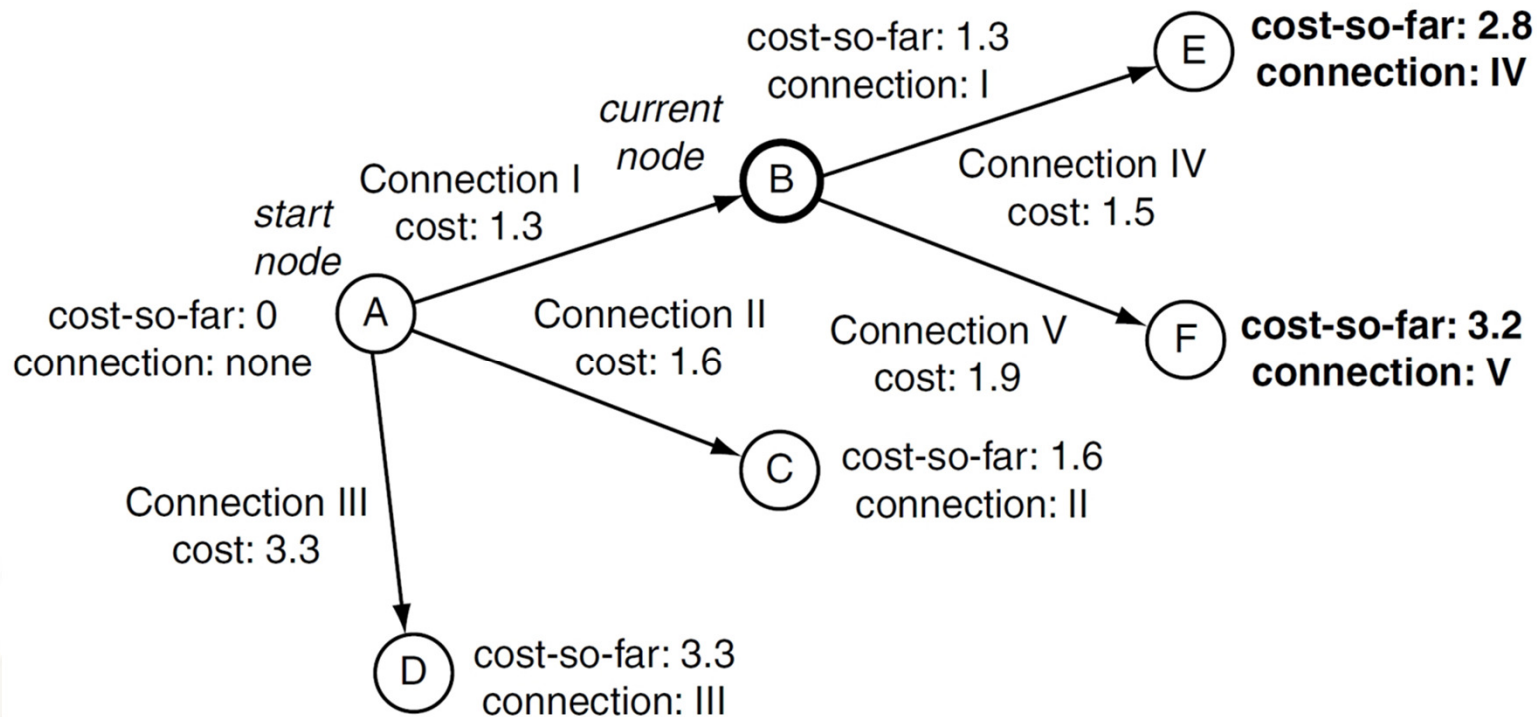 cost-so-far: 1.3
connection: I
E
cost-so-far: 2.8
connection: IV
current
node
B
Connection IV
cost: 1.5
Connection I
cost: 1.3
start
node
A
cost-so-far: 0
connection: none
Connection II
cost: 1.6
Connection V
cost: 1.9
F
cost-so-far: 3.2
connection: V
C
cost-so-far: 1.6
connection: II
Connection III
cost: 3.3
D
cost-so-far: 3.3
connection: III